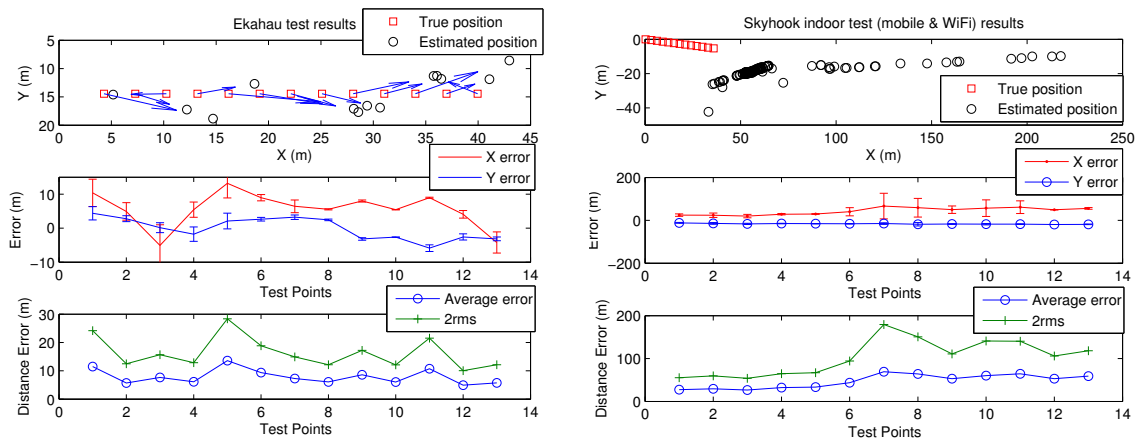 Ekahau test results
True position
Estimated position
5
10
15
20
Y (m)
0 5 10 15 20 25 30 35 40 45
X (m)
X error
Y error
10
0
−10
Error (m)
0 2 4 6 8 10 12 14
Test Points
Average error
2rms
30
20
10
0
Distance Error (m)
0 2 4 6 8 10 12 14
Test Points
Skyhook indoor test (mobile & WiFi) results
0
−20
−40
Y (m)
True position
Estimated position
0 50 100 150 200 250
X (m)
X error
Y error
200
0
−200
Error (m)
0 2 4 6 8 10 12 14
Test Points
Average error
2rms
200
100
0
Distance Error (m)
0 2 4 6 8 10 12 14
Test Points